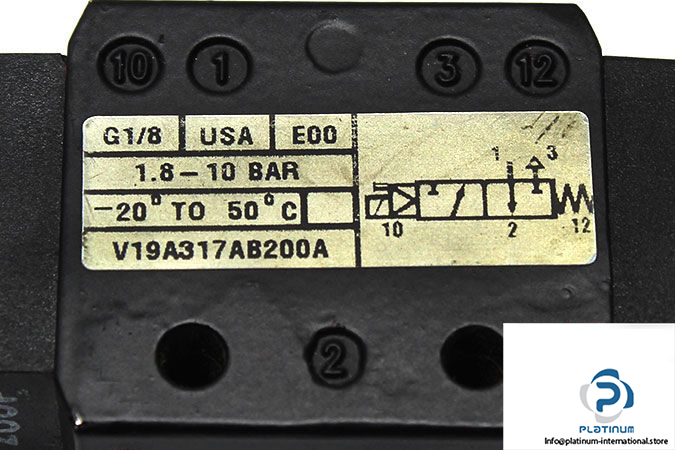 10 1 3 12
G1/8 USA E00
1.8-10 BAR
-20° TO 50°C
V19A317AB200A
1 3
10 2 12
2
PLATINUM
Info@platinum-international.store